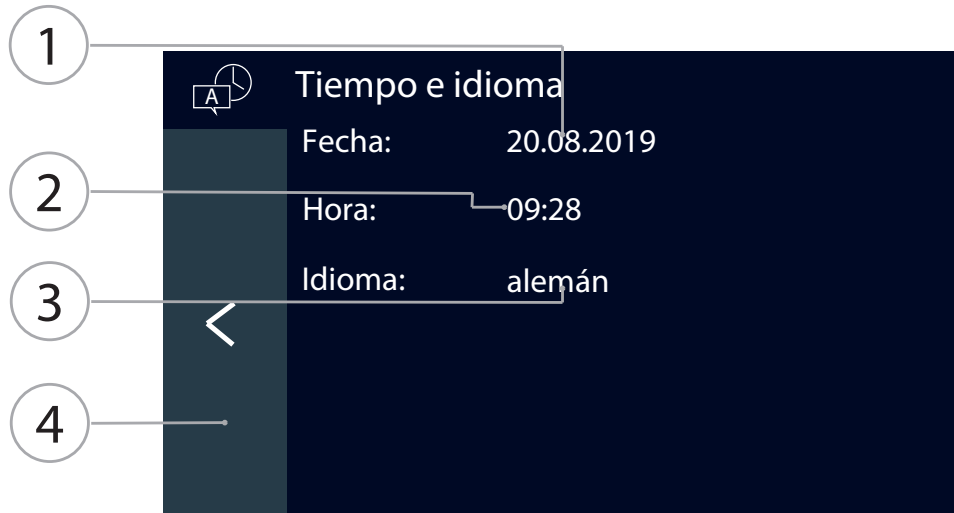 1
A
Tiempo e idioma
Fecha: 20.08.2019
2
Hora: 09:28
3
Idioma: alemán
4